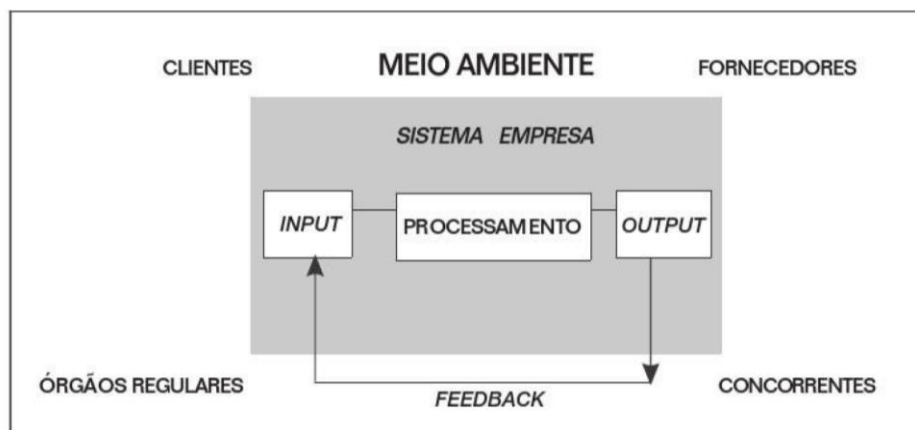 CLIENTES
MEIO AMBIENTE
FORNECEDORES
SISTEMA EMPRESA
INPUT
PROCESSAMENTO
OUTPUT
ÓRGÃOS REGULARES
FEEDBACK
CONCORRENTES